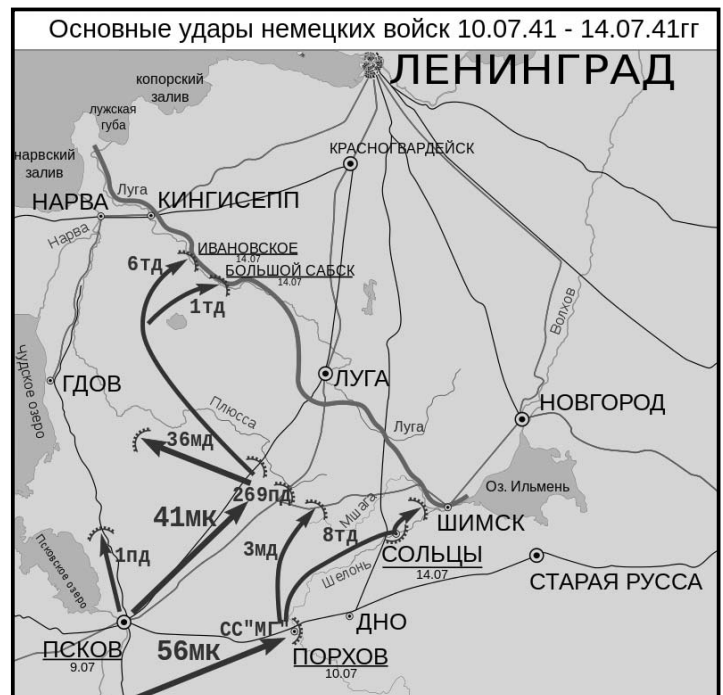 Основные удары немецких войск 10.07.41 - 14.07.41гг
ЛЕНИНГРАД
копорский
залив
лужская
губа
нарвский
залив
КРАСНОГВАРДЕЙСК
Луга
НАРВА
КИНГИСЕПП
Нарва
ИВАНОВСКОЕ
14.07
6тд
БОЛЬШОЙ САБСК
14.07
1тд
Волхов
Чудское озеро
ГДОВ
ЛУГА
НОВГОРОД
Плюсса
Луга
36мд
269пд
Оз. Ильмень
41мк
Мшага
ШИМСК
8тд
3мд
1пд
СОЛЬЦЫ
14.07
Псковское озеро
Шелонь
СТАРАЯ РУССА
СС"МГ"
ДНО
ПСКОВ
9.07
56мк
ПОРХОВ
10.07